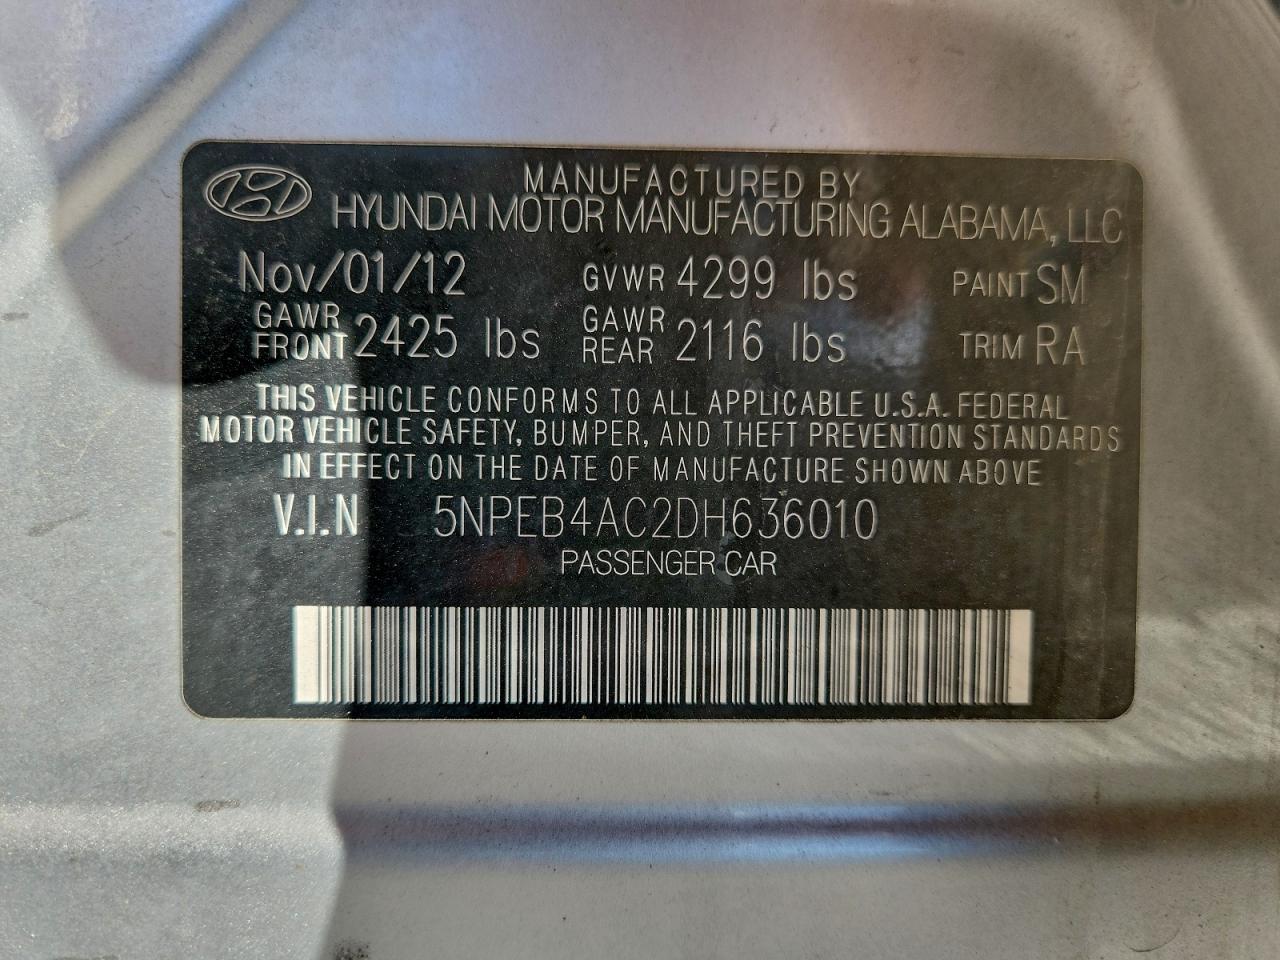 MANUFACTURED BY
HYUNDAI MOTOR MANUFACTURING ALABAMA, LLC
Nov/01/12 GVWR 4299 lbs PAINT SM
GAWR FRONT 2425 lbs GAWR REAR 2116 lbs TRIM RA
THIS VEHICLE CONFORMS TO ALL APPLICABLE U.S.A. FEDERAL
MOTOR VEHICLE SAFETY, BUMPER, AND THEFT PREVENTION STANDARDS
IN EFFECT ON THE DATE OF MANUFACTURE SHOWN ABOVE
V.I.N 5NPEB4AC2DH636010
PASSENGER CAR